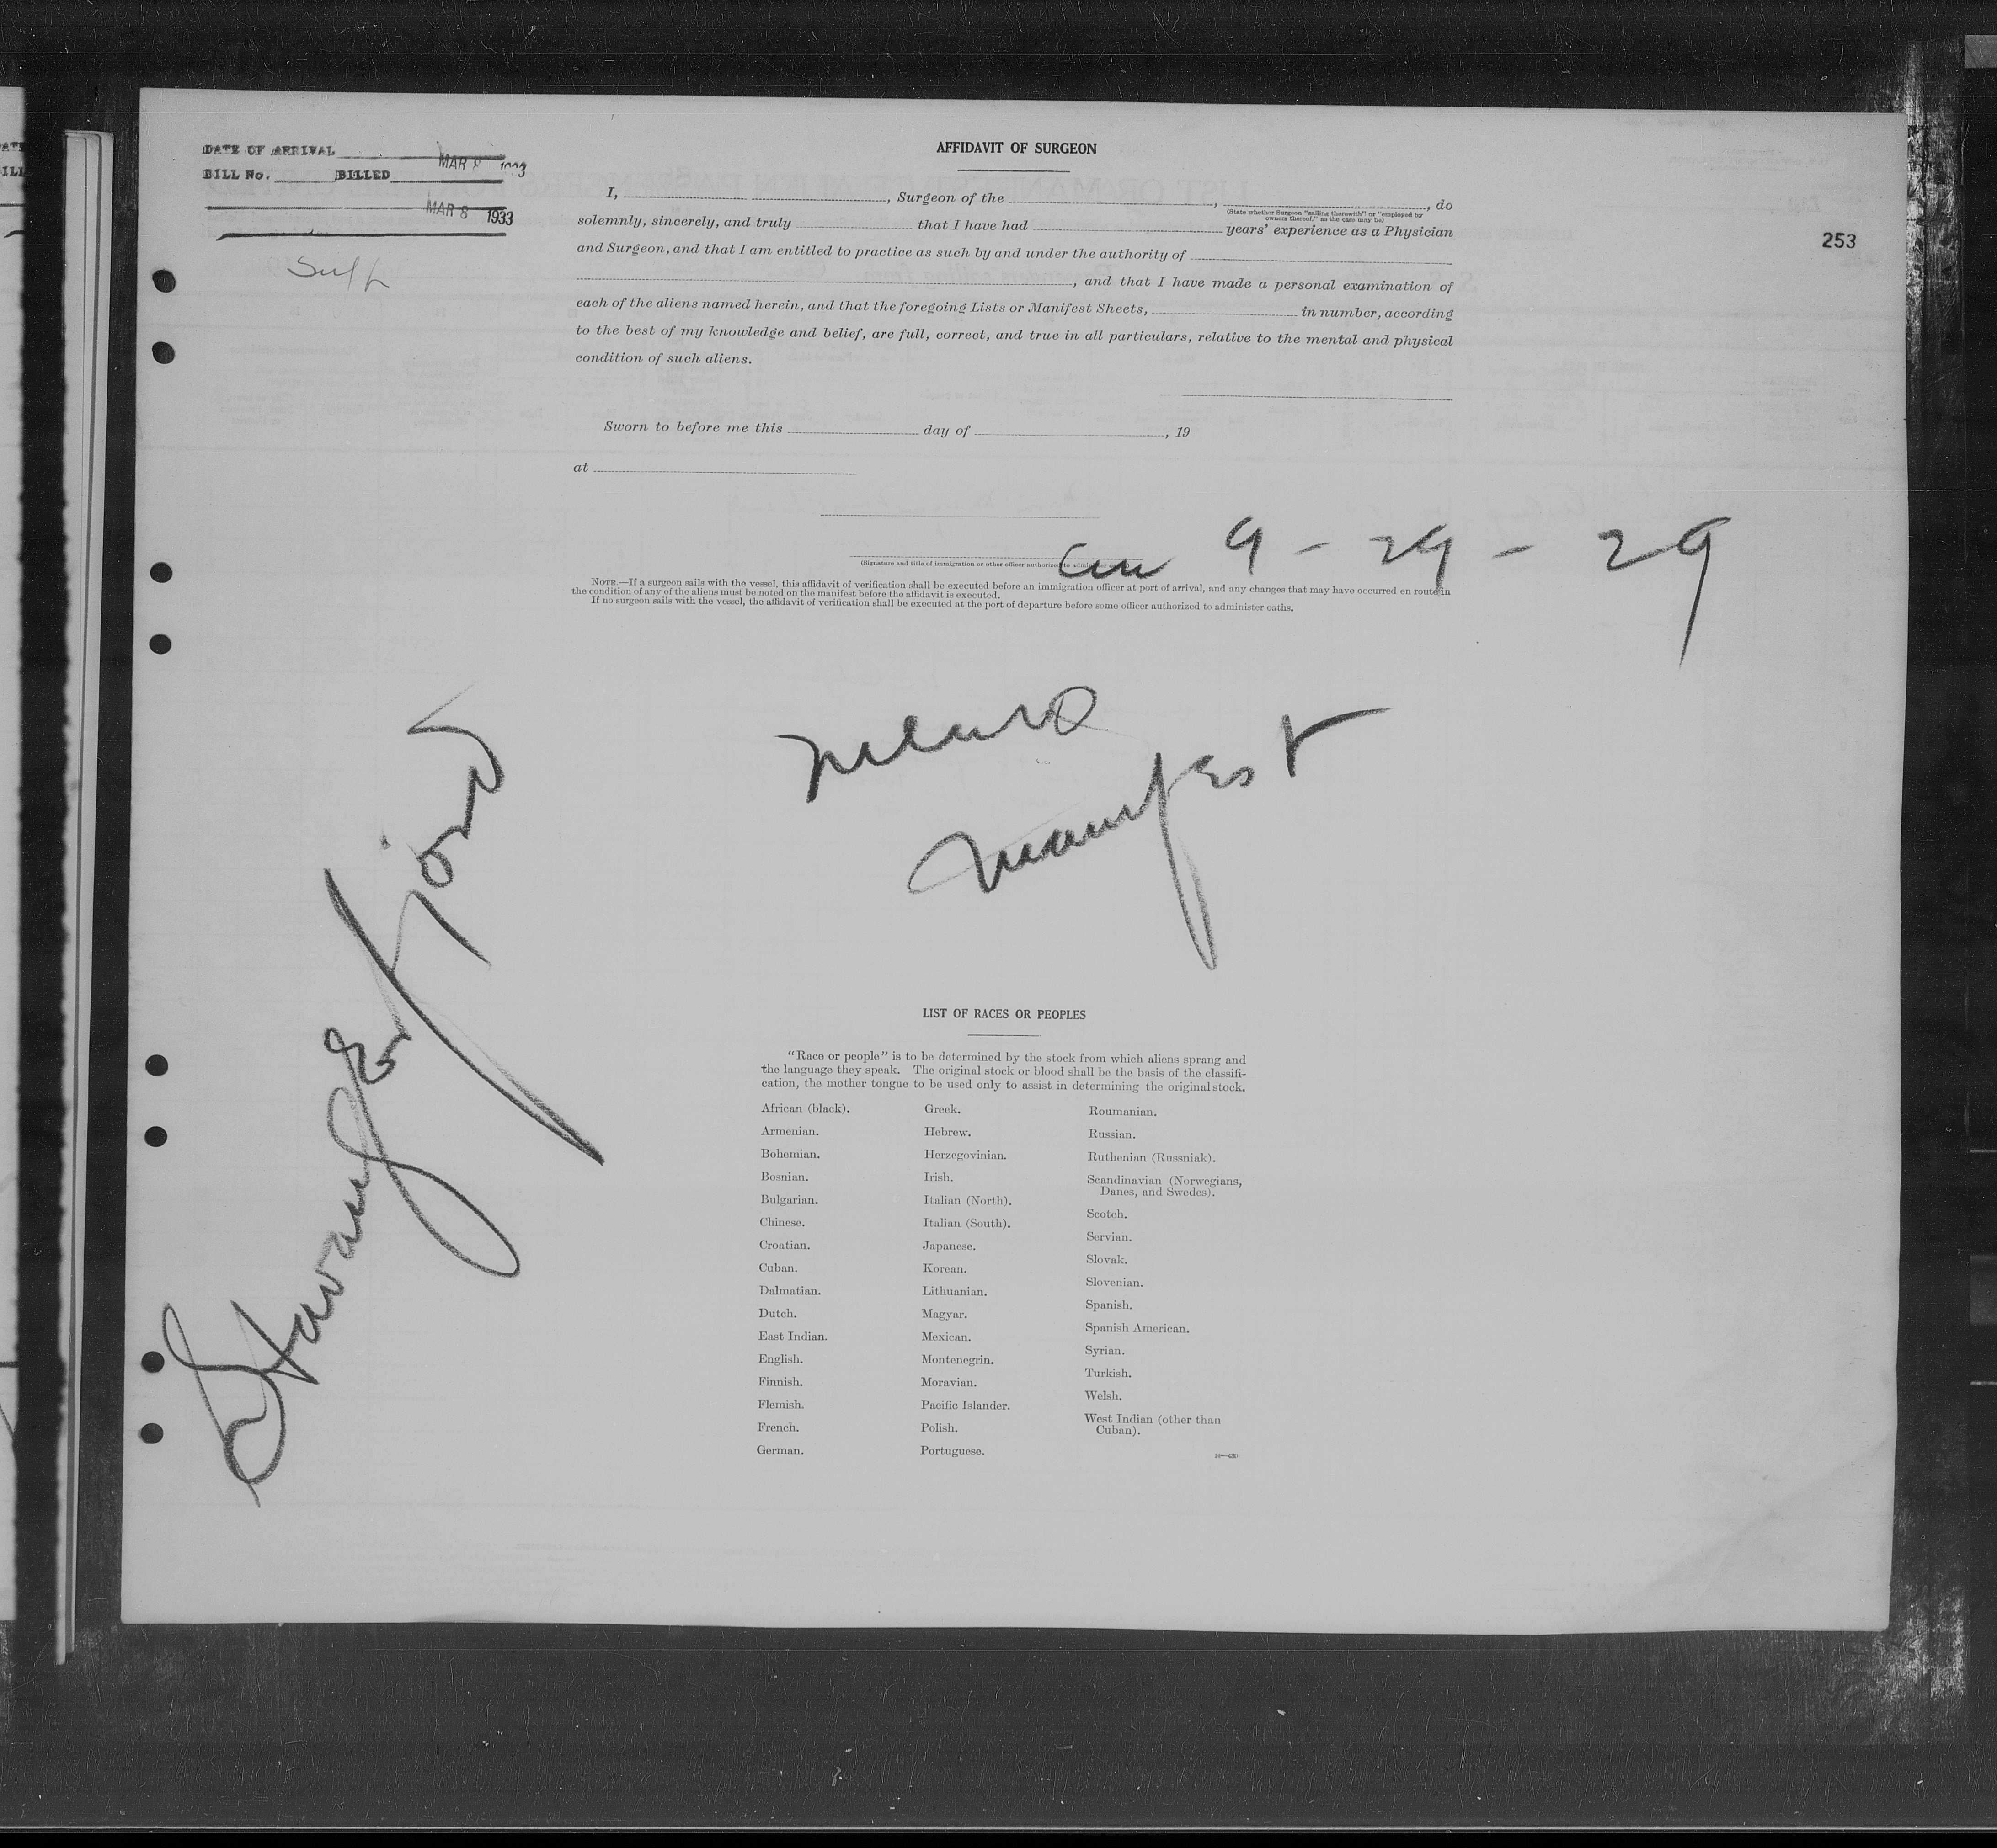 DATE OF ARRIVAL MAR 8 1933
BILL No. BILLED
MAR 8 1933
AFFIDAVIT OF SURGEON
253
I, , Surgeon of the , , do
(State whether Surgeon "sailing therewith" or "employed by
owners thereof," as the case may be)
solemnly, sincerely, and truly that I have had years' experience as a Physician
and Surgeon, and that I am entitled to practice as such by and under the authority of
, and that I have made a personal examination of
each of the aliens named herein, and that the foregoing Lists or Manifest Sheets, in number, according
to the best of my knowledge and belief, are full, correct, and true in all particulars, relative to the mental and physical
condition of such aliens.
Sworn to before me this day of , 19
at
9 - 29 - 29
(Signature and title of immigration or other officer authorized to administer
NOTE.—If a surgeon sails with the vessel, this affidavit of verification shall be executed before an immigration officer at port of arrival, and any changes that may have occurred en route in
the condition of any of the aliens must be noted on the manifest before the affidavit is executed.
If no surgeon sails with the vessel, the affidavit of verification shall be executed at the port of departure before some officer authorized to administer oaths.
Manifest
Stavangerfjord
LIST OF RACES OR PEOPLES
"Race or people" is to be determined by the stock from which aliens sprang and
the language they speak. The original stock or blood shall be the basis of the classifi-
cation, the mother tongue to be used only to assist in determining the original stock.
African (black).
Armenian.
Bohemian.
Bosnian.
Bulgarian.
Chinese.
Croatian.
Cuban.
Dalmatian.
Dutch.
East Indian.
English.
Finnish.
Flemish.
French.
German.
Greek.
Hebrew.
Herzegovinian.
Irish.
Italian (North).
Italian (South).
Japanese.
Korean.
Lithuanian.
Magyar.
Mexican.
Montenegrin.
Moravian.
Pacific Islander.
Polish.
Portuguese.
Roumanian.
Russian.
Ruthenian (Russniak).
Scandinavian (Norwegians,
Danes, and Swedes).
Scotch.
Servian.
Slovak.
Slovenian.
Spanish.
Spanish American.
Syrian.
Turkish.
Welsh.
West Indian (other than
Cuban).